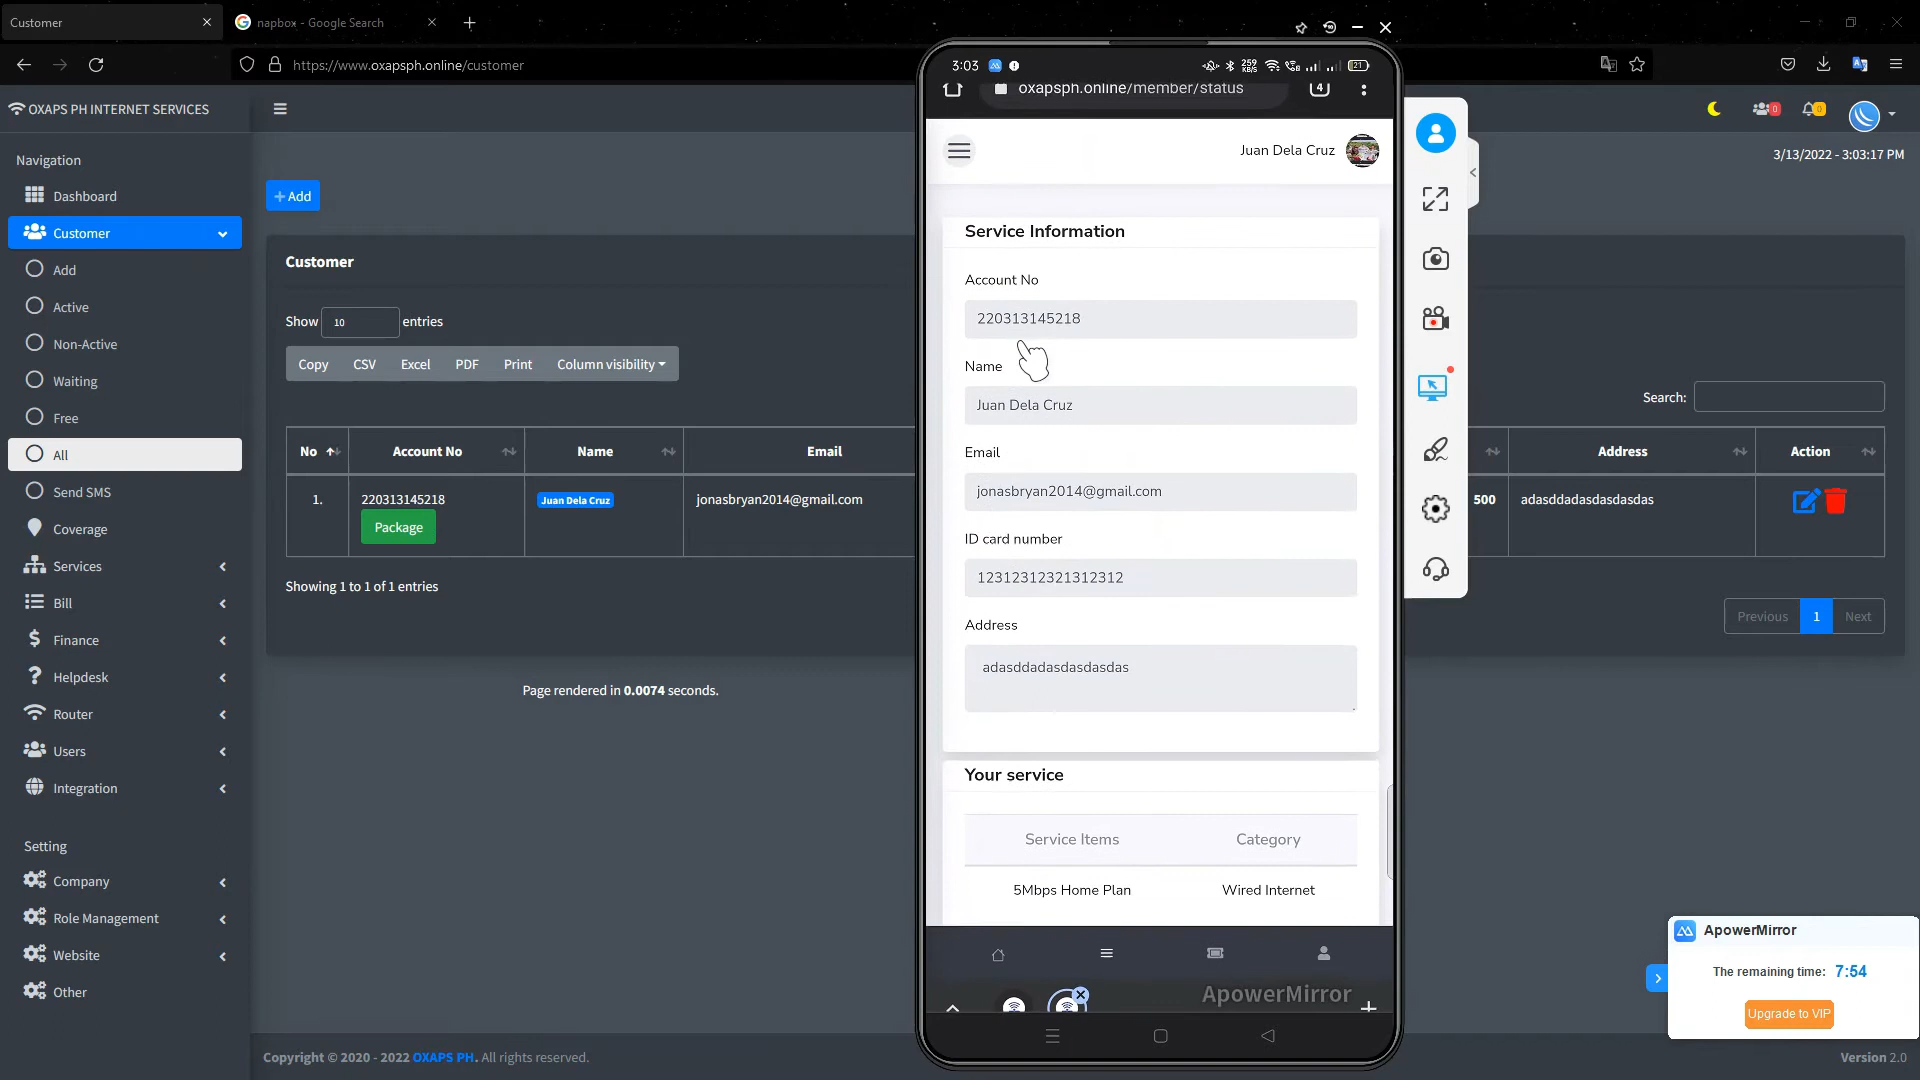 Customer
napbox - Google Search
https://www.oxapsph.online/customer
OXAPS PH INTERNET SERVICES
0
0
3/13/2022 - 3:03:17 PM
Navigation
Dashboard
Customer
Add
Active
Non-Active
Waiting
Free
All
Send SMS
Coverage
Services
Bill
Finance
Helpdesk
Router
Users
Integration
Setting
Company
Role Management
Website
Other
+ Add
Customer
Show 10 entries
Copy CSV Excel PDF Print Column visibility
Search:
No Account No Name Email Address Action
1. 220313145218 Juan Dela Cruz jonasbryan2014@gmail.com 500 adasddadasdasdasdas
Package
Showing 1 to 1 of 1 entries
Previous 1 Next
Page rendered in 0.0074 seconds.
Copyright © 2020 - 2022 OXAPS PH. All rights reserved.
Version 2.0
3:03
259 KB/S
21
oxapsph.online/member/status
4
Juan Dela Cruz
Service Information
Account No
220313145218
Name
Juan Dela Cruz
Email
jonasbryan2014@gmail.com
ID card number
12312312321312312
Address
adasddadasdasdasdas
Your service
Service Items Category
5Mbps Home Plan Wired Internet
ApowerMirror
ApowerMirror
The remaining time: 7:54
Upgrade to VIP